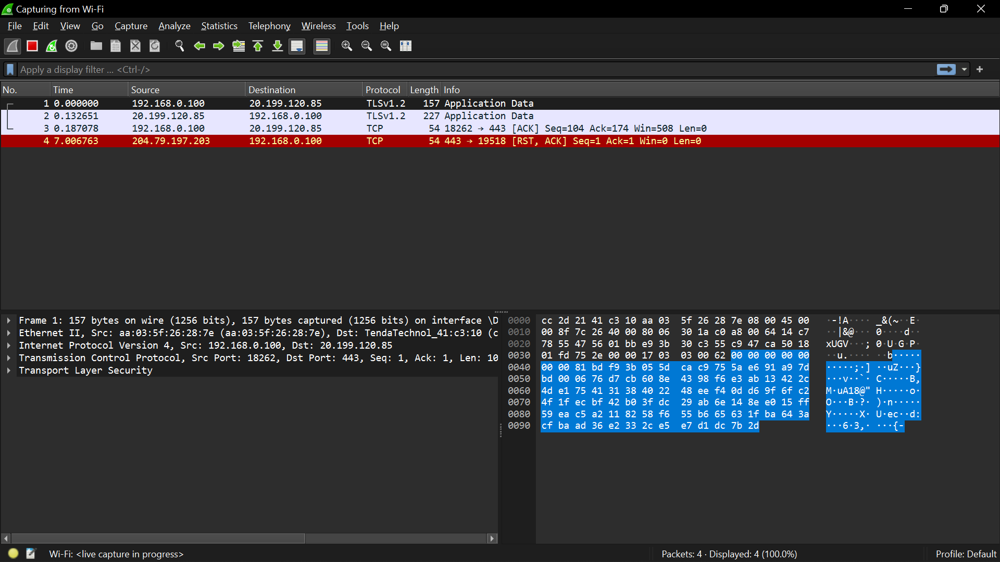 Capturing from Wi-Fi
File Edit View Go Capture Analyze Statistics Telephony Wireless Tools Help
Apply a display filter ... <Ctrl-/>
No. Time Source Destination Protocol Length Info
1 0.000000 192.168.0.100 20.199.120.85 TLSv1.2 157 Application Data
2 0.132651 20.199.120.85 192.168.0.100 TLSv1.2 227 Application Data
3 0.187078 192.168.0.100 20.199.120.85 TCP 54 18262 → 443 [ACK] Seq=104 Ack=174 Win=508 Len=0
4 7.006763 204.79.197.203 192.168.0.100 TCP 54 443 → 19518 [RST, ACK] Seq=1 Ack=1 Win=0 Len=0
Frame 1: 157 bytes on wire (1256 bits), 157 bytes captured (1256 bits) on interface \D
Ethernet II, Src: aa:03:5f:26:28:7e (aa:03:5f:26:28:7e), Dst: TendaTechnol_41:c3:10 (c
Internet Protocol Version 4, Src: 192.168.0.100, Dst: 20.199.120.85
Transmission Control Protocol, Src Port: 18262, Dst Port: 443, Seq: 1, Ack: 1, Len: 10
Transport Layer Security
0000 cc 2d 21 41 c3 10 aa 03 5f 26 28 7e 08 00 45 00 ·-!A···· _&(~··E·
0010 00 8f 7c 26 40 00 80 06 30 1a c0 a8 00 64 14 c7 ··|&@··· 0····d··
0020 78 55 47 56 01 bb e9 3b 30 c3 55 c9 47 ca 50 18 xUGV···; 0·U·G·P·
0030 01 fd 75 2e 00 00 17 03 03 00 62 00 00 00 00 00 ··u.···· ··b·····
0040 00 00 81 bd f9 3b 05 5d ca c9 75 5a e6 91 a9 7d ·····;·] ··uZ···}
0050 bd 00 06 76 d7 cb 60 8e 43 98 f6 e3 ab 13 42 2c ···v··`· C·····B,
0060 4d e1 75 41 31 38 40 22 48 ee f4 0d d6 9f 6f c2 M·uA18@" H·····o·
0070 4f 1f ec bf 42 b0 3f dc 29 ab 6e 14 8e e0 15 ff O···B·?· )·n·····
0080 59 ea c5 a2 11 82 58 f6 55 b6 65 63 1f ba 64 3a Y·····X· U·ec··d:
0090 cf ba ad 36 e2 33 2c e5 e7 d1 dc 7b 2d ···6·3,· ···{-
Wi-Fi: <live capture in progress> Packets: 4 · Displayed: 4 (100.0%) Profile: Default